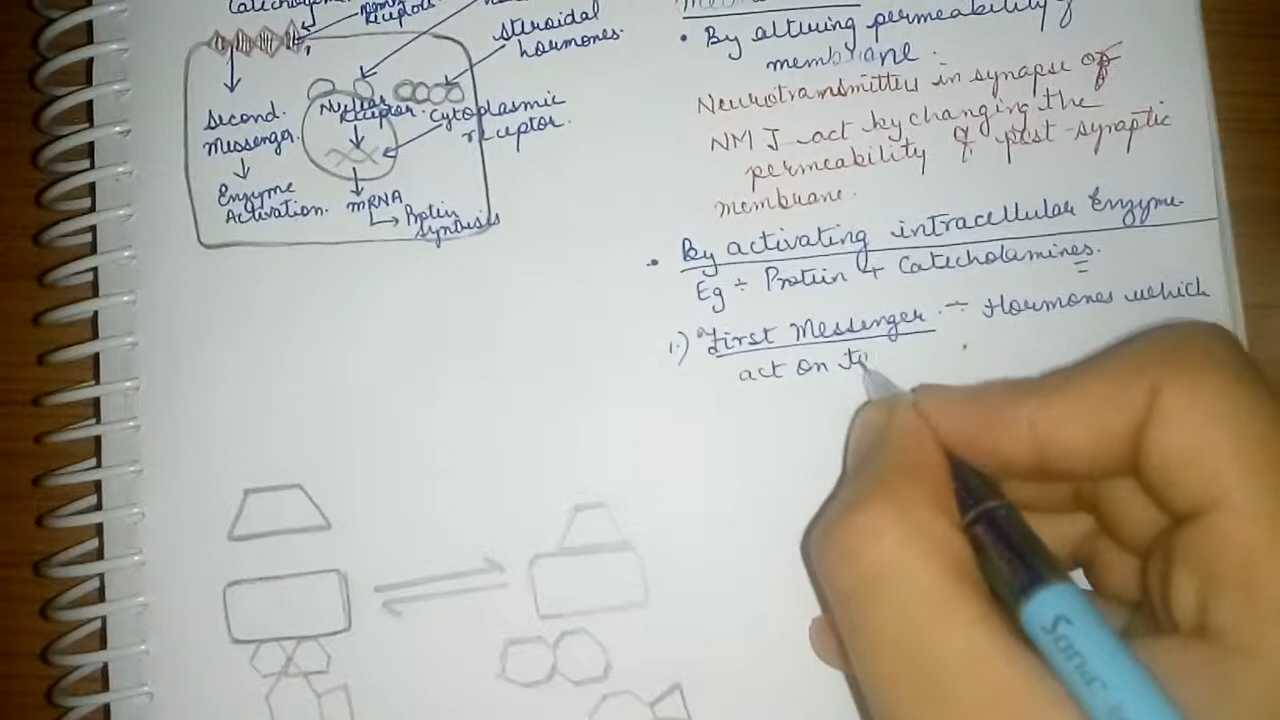 receptors
steroidal
hormones.
Second.
Messenger.
Enzyme
Activation.
Nuclear
receptor.
cytoplasmic
receptor.
mRNA
Protein
synthesis
• By altering permeability of
membrane.
Neurotransmitter in synapse of
NMJ act by changing the
permeability of post-synaptic
membrane.
• By activating intracellular Enzyme.
Eg ÷ Protein + Catecholamines.
1.) First Messenger ÷ Hormones which
act on
Sonic